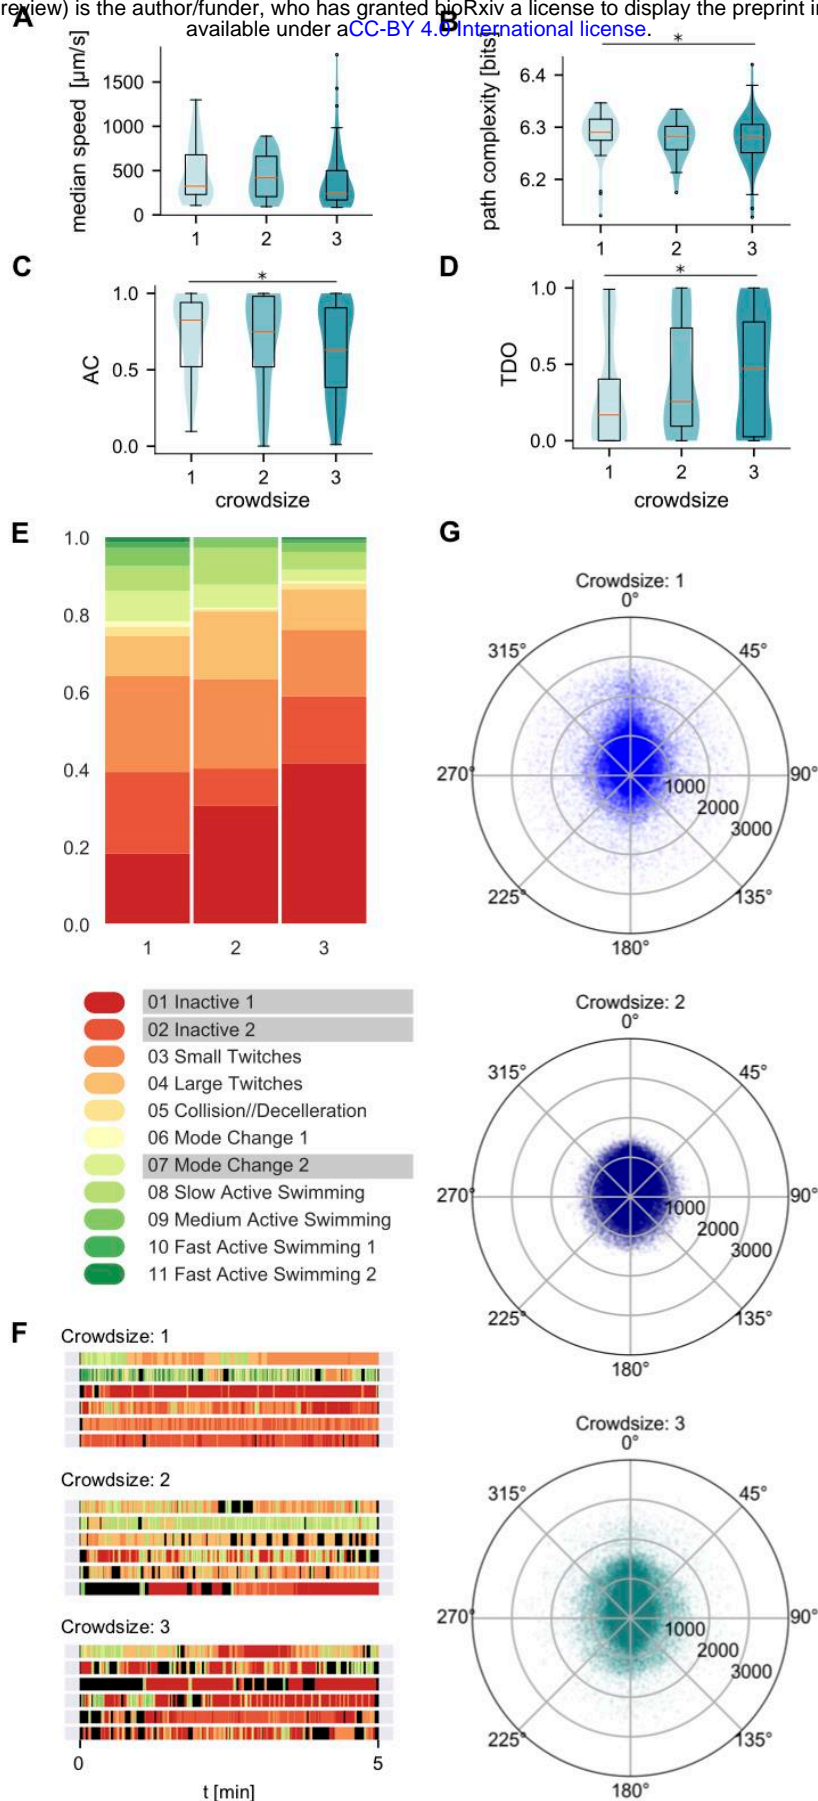 review) is the author/funder, who has granted bioRxiv a license to display the preprint i
available under aCC-BY 4.0 International license.
A
median speed [µm/s]
1500
1000
500
0
1
2
3
B
path complexity [bits]
*
6.4
6.3
6.2
1
2
3
C
*
AC
1.0
0.5
0.0
1
2
3
crowdsize
D
*
TDO
1.0
0.5
0.0
1
2
3
crowdsize
E
1.0
0.8
0.6
0.4
0.2
0.0
1
2
3
01 Inactive 1
02 Inactive 2
03 Small Twitches
04 Large Twitches
05 Collision//Decelleration
06 Mode Change 1
07 Mode Change 2
08 Slow Active Swimming
09 Medium Active Swimming
10 Fast Active Swimming 1
11 Fast Active Swimming 2
F
Crowdsize: 1
Crowdsize: 2
Crowdsize: 3
0
5
t [min]
G
Crowdsize: 1
0°
315°
45°
270°
90°
1000
2000
3000
225°
135°
180°
Crowdsize: 2
0°
315°
45°
270°
90°
1000
2000
3000
225°
135°
180°
Crowdsize: 3
0°
315°
45°
270°
90°
1000
2000
3000
225°
135°
180°